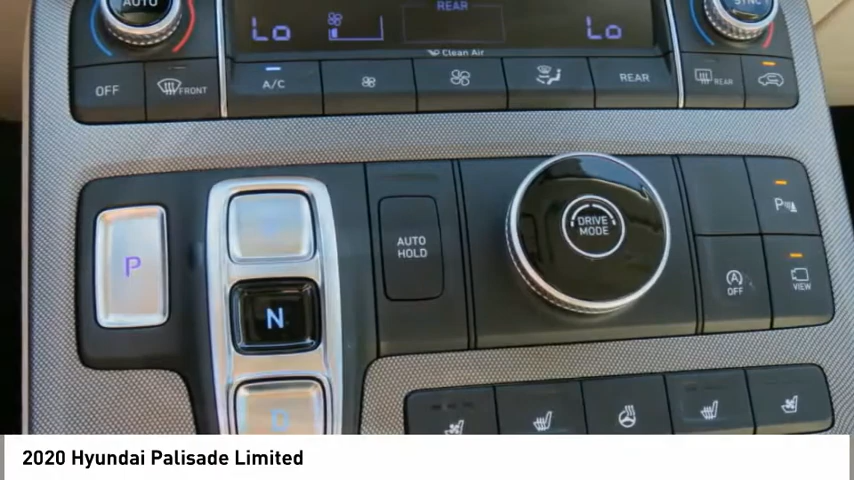 AUTO
SYNC
REAR
Lo
Lo
Clean Air
OFF
FRONT
A/C
REAR
REAR
P
N
D
AUTO
HOLD
DRIVE
MODE
P
A
OFF
VIEW
2020 Hyundai Palisade Limited